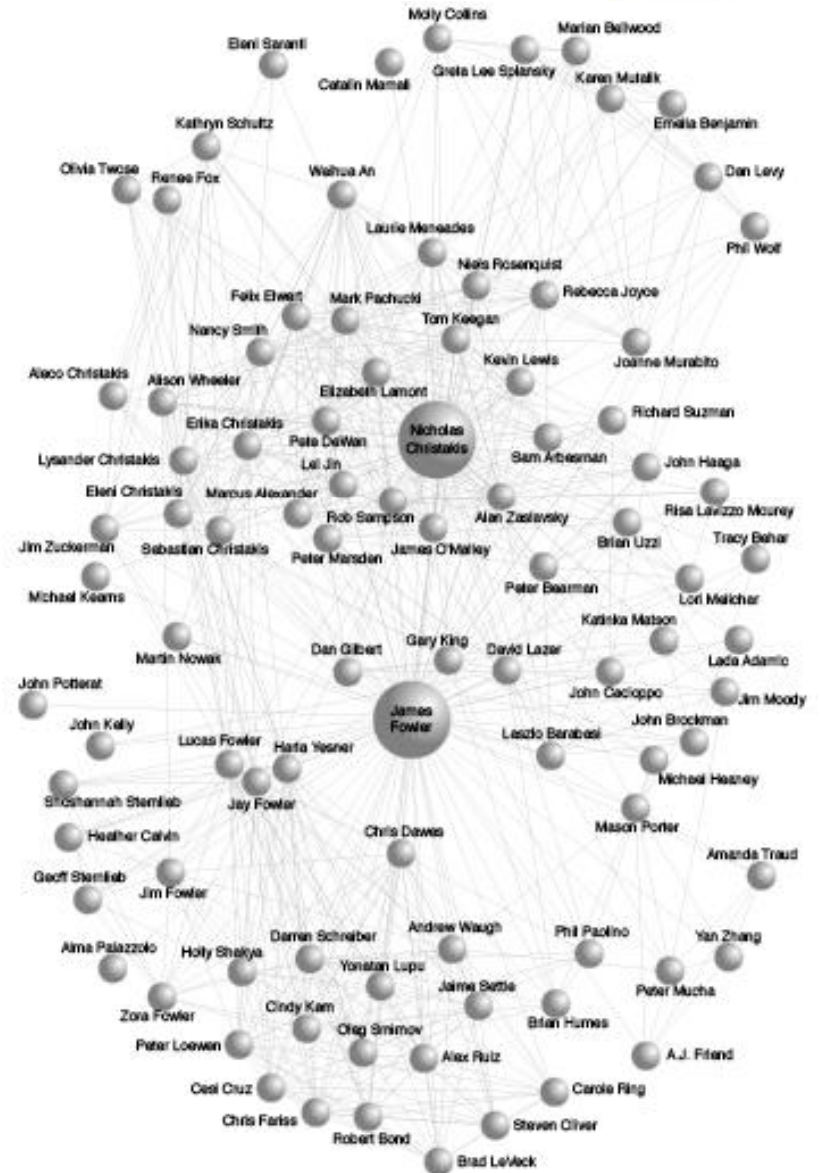 Molly Collins
Marian Bellwood
Eleni Saranti
Greta Lee Splansky
Catalin Mamali
Karen Mutalik
Kathryn Schultz
Emelia Benjamin
Olivia Twose
Renee Fox
Weihua An
Dan Levy
Laurie Meneades
Phil Wolf
Niels Rosenquist
Felix Elwert
Mark Pachucki
Rebecca Joyce
Tom Keegan
Nancy Smith
Kevin Lewis
Joanne Murabito
Aleco Christakis
Alison Wheeler
Elizabeth Lamont
Richard Suzman
Erika Christakis
Nicholas
Christakis
Pete DeWan
Sam Arbesman
Lysander Christakis
Lei Jin
John Haaga
Eleni Christakis
Marcus Alexander
Risa Lavizzo Mourey
Rob Sampson
Alan Zaslavsky
Jim Zuckerman
Sebastian Christakis
Peter Marsden
James O'Malley
Brian Uzzi
Tracy Behar
Peter Bearman
Michael Kearns
Lori Melichar
Katinka Matson
Dan Gilbert
Gary King
David Lazer
Martin Nowak
Lada Adamic
John Potterat
John Cacioppo
Jim Moody
James
Fowler
John Kelly
John Brockman
Lucas Fowler
Harla Yesner
Laszlo Barabasi
Michael Heaney
Shoshannah Sternlieb
Jay Fowler
Mason Porter
Heather Calvin
Chris Dawes
Amanda Traud
Geoff Sternlieb
Jim Fowler
Andrew Waugh
Phil Paolino
Yan Zhang
Darren Schreiber
Alma Palazzolo
Holly Shakya
Yonatan Lupu
Jaime Settle
Peter Mucha
Zora Fowler
Cindy Kam
Brian Humes
Oleg Smirnov
Peter Loewen
Alex Ruiz
A.J. Friend
Cesi Cruz
Carole Ring
Chris Fariss
Steven Oliver
Robert Bond
Brad LeVeck